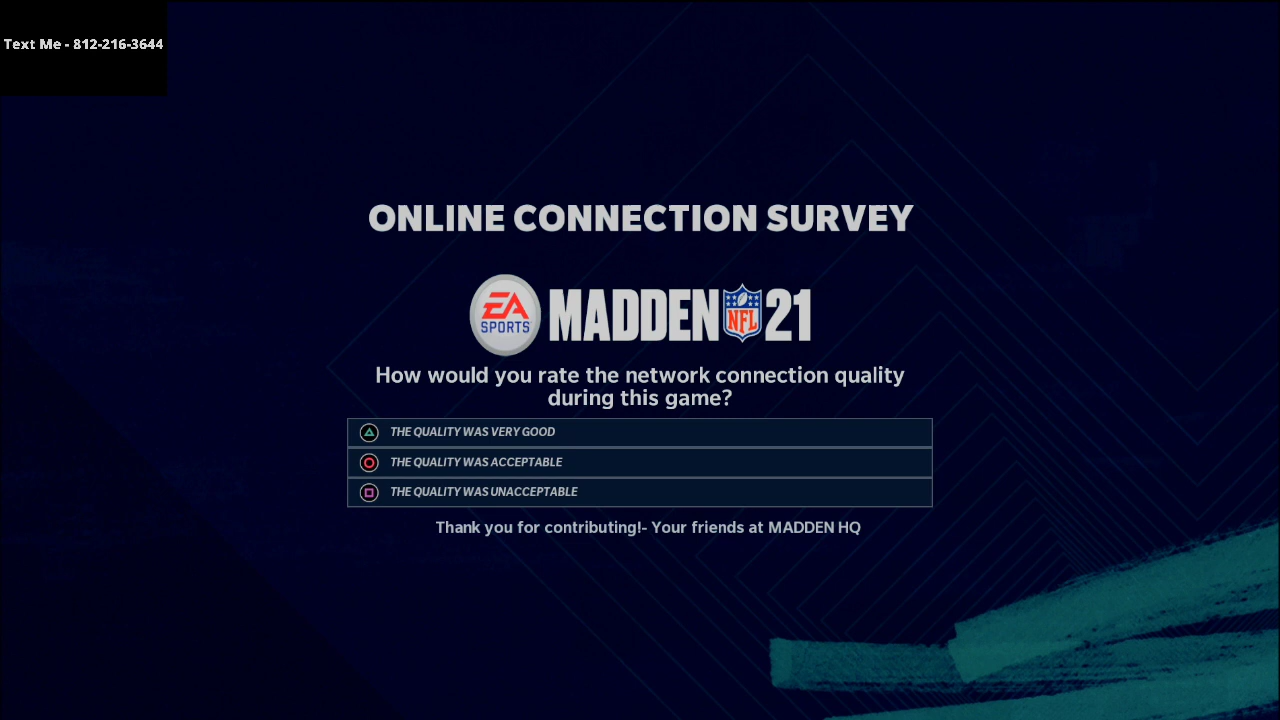 Text Me - 812-216-3644
ONLINE CONNECTION SURVEY
EA SPORTS MADDEN NFL 21
How would you rate the network connection quality
during this game?
THE QUALITY WAS VERY GOOD
THE QUALITY WAS ACCEPTABLE
THE QUALITY WAS UNACCEPTABLE
Thank you for contributing!- Your friends at MADDEN HQ